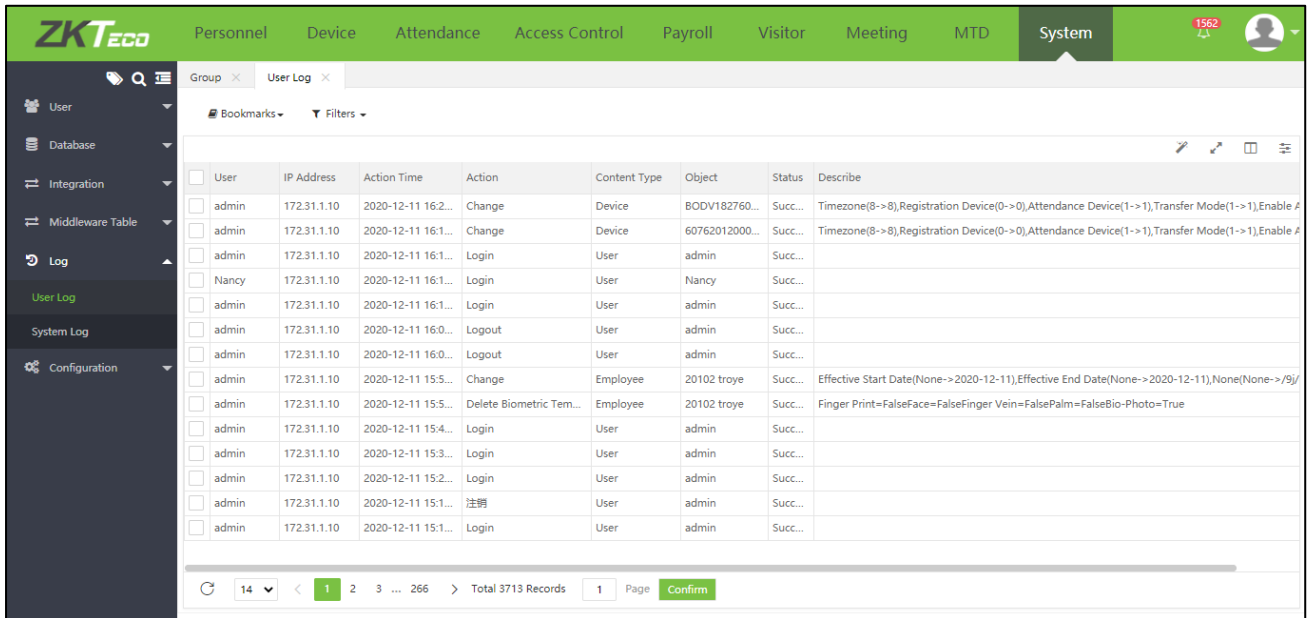 ZKTECO Personnel Device Attendance Access Control Payroll Visitor Meeting MTD System 1562
Group × User Log ×
User
Bookmarks Filters
Database
Integration
Middleware Table
Log
User Log
System Log
Configuration
User IP Address Action Time Action Content Type Object Status Describe
admin 172.31.1.10 2020-12-11 16:2... Change Device BODV182760... Succ... Timezone(8->8),Registration Device(0->0),Attendance Device(1->1),Transfer Mode(1->1),Enable A
admin 172.31.1.10 2020-12-11 16:1... Change Device 60762012000... Succ... Timezone(8->8),Registration Device(0->0),Attendance Device(1->1),Transfer Mode(1->1),Enable A
admin 172.31.1.10 2020-12-11 16:1... Login User admin Succ...
Nancy 172.31.1.10 2020-12-11 16:1... Login User Nancy Succ...
admin 172.31.1.10 2020-12-11 16:1... Login User admin Succ...
admin 172.31.1.10 2020-12-11 16:0... Logout User admin Succ...
admin 172.31.1.10 2020-12-11 16:0... Logout User admin Succ...
admin 172.31.1.10 2020-12-11 15:5... Change Employee 20102 troye Succ... Effective Start Date(None->2020-12-11),Effective End Date(None->2020-12-11),None(None->/9j/
admin 172.31.1.10 2020-12-11 15:5... Delete Biometric Tem... Employee 20102 troye Succ... Finger Print=FalseFace=FalseFinger Vein=FalsePalm=FalseBio-Photo=True
admin 172.31.1.10 2020-12-11 15:4... Login User admin Succ...
admin 172.31.1.10 2020-12-11 15:3... Login User admin Succ...
admin 172.31.1.10 2020-12-11 15:2... Login User admin Succ...
admin 172.31.1.10 2020-12-11 15:1... 注销 User admin Succ...
admin 172.31.1.10 2020-12-11 15:1... Login User admin Succ...
14 < 1 2 3 ... 266 > Total 3713 Records 1 Page Confirm